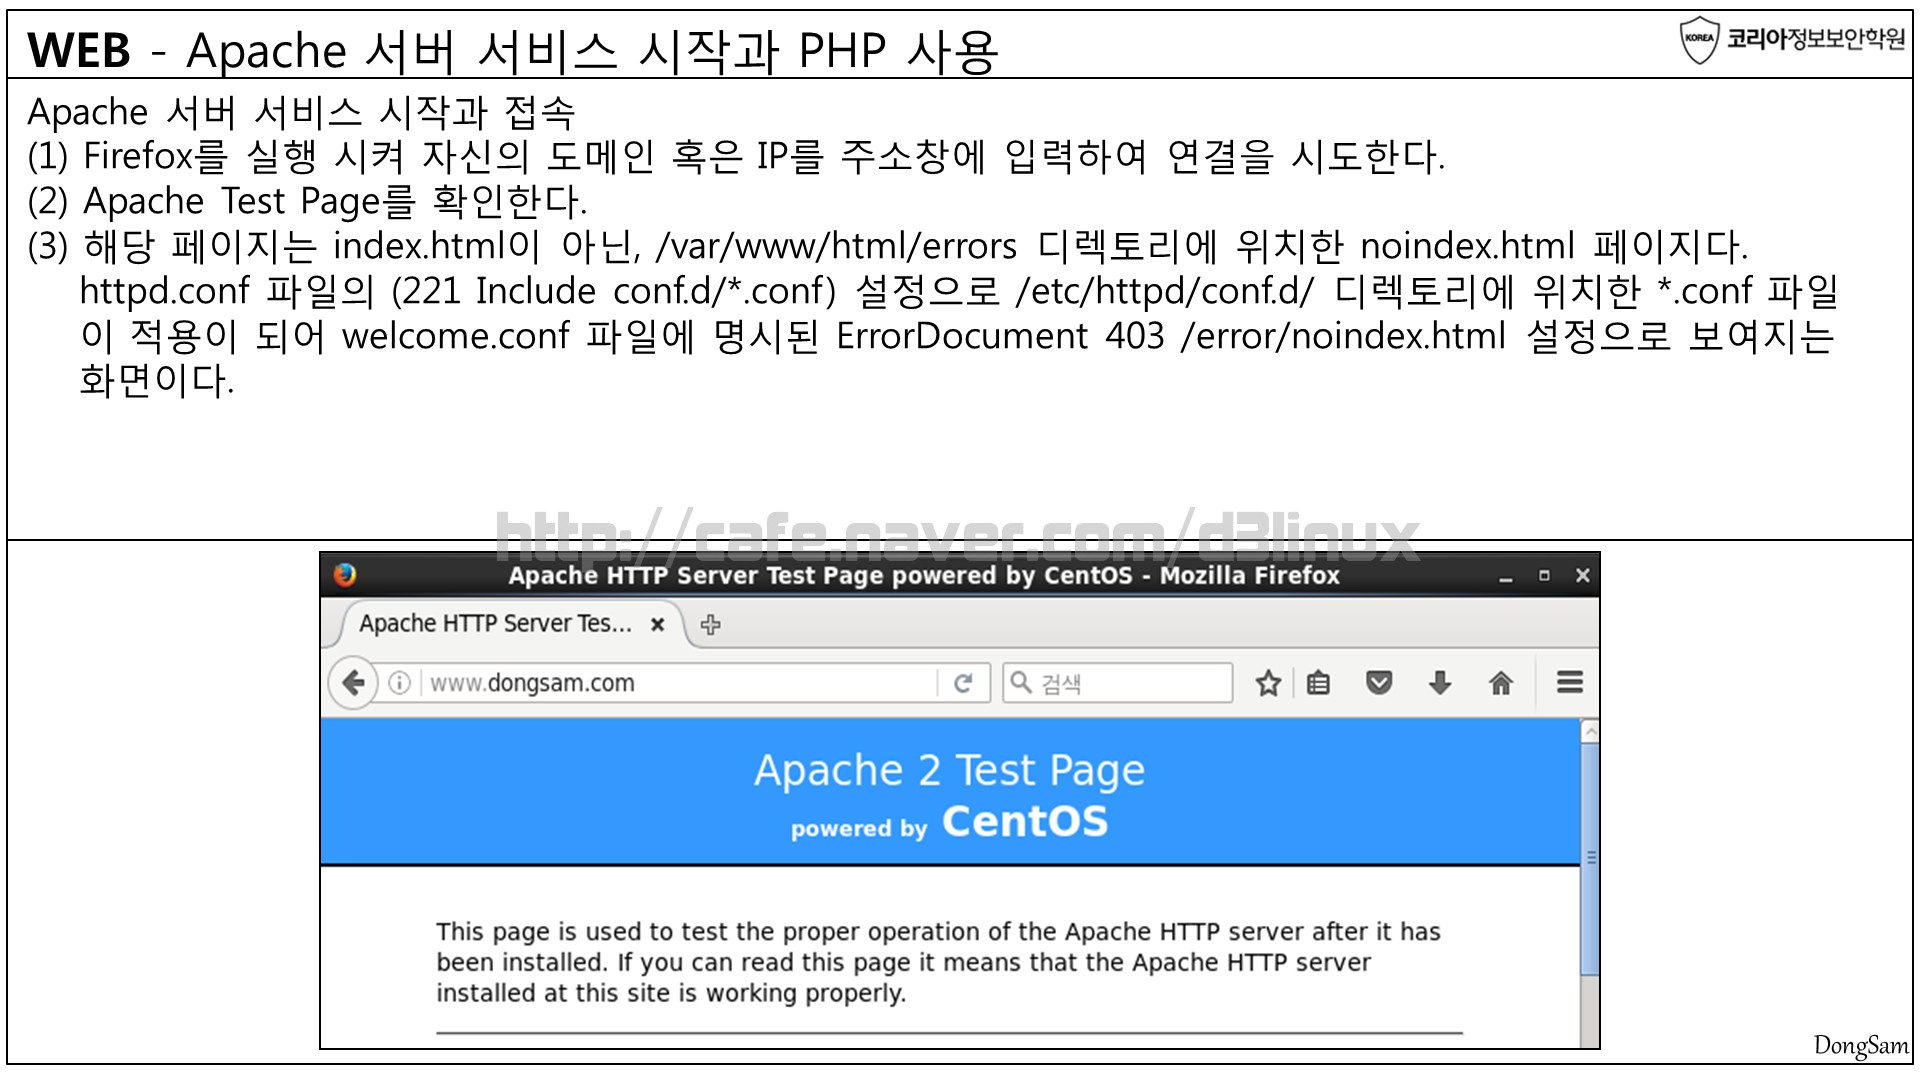 WEB - Apache 서버 서비스 시작과 PHP 사용
KOREA 코리아정보보안학원
Apache 서버 서비스 시작과 접속
(1) Firefox를 실행 시켜 자신의 도메인 혹은 IP를 주소창에 입력하여 연결을 시도한다.
(2) Apache Test Page를 확인한다.
(3) 해당 페이지는 index.html이 아닌, /var/www/html/errors 디렉토리에 위치한 noindex.html 페이지다.
httpd.conf 파일의 (221 Include conf.d/*.conf) 설정으로 /etc/httpd/conf.d/ 디렉토리에 위치한 *.conf 파일
이 적용이 되어 welcome.conf 파일에 명시된 ErrorDocument 403 /error/noindex.html 설정으로 보여지는
화면이다.
http://cafe.naver.com/d3linux
Apache HTTP Server Test Page powered by CentOS - Mozilla Firefox
Apache HTTP Server Tes...
www.dongsam.com
검색
Apache 2 Test Page
powered by CentOS
This page is used to test the proper operation of the Apache HTTP server after it has
been installed. If you can read this page it means that the Apache HTTP server
installed at this site is working properly.
DongSam